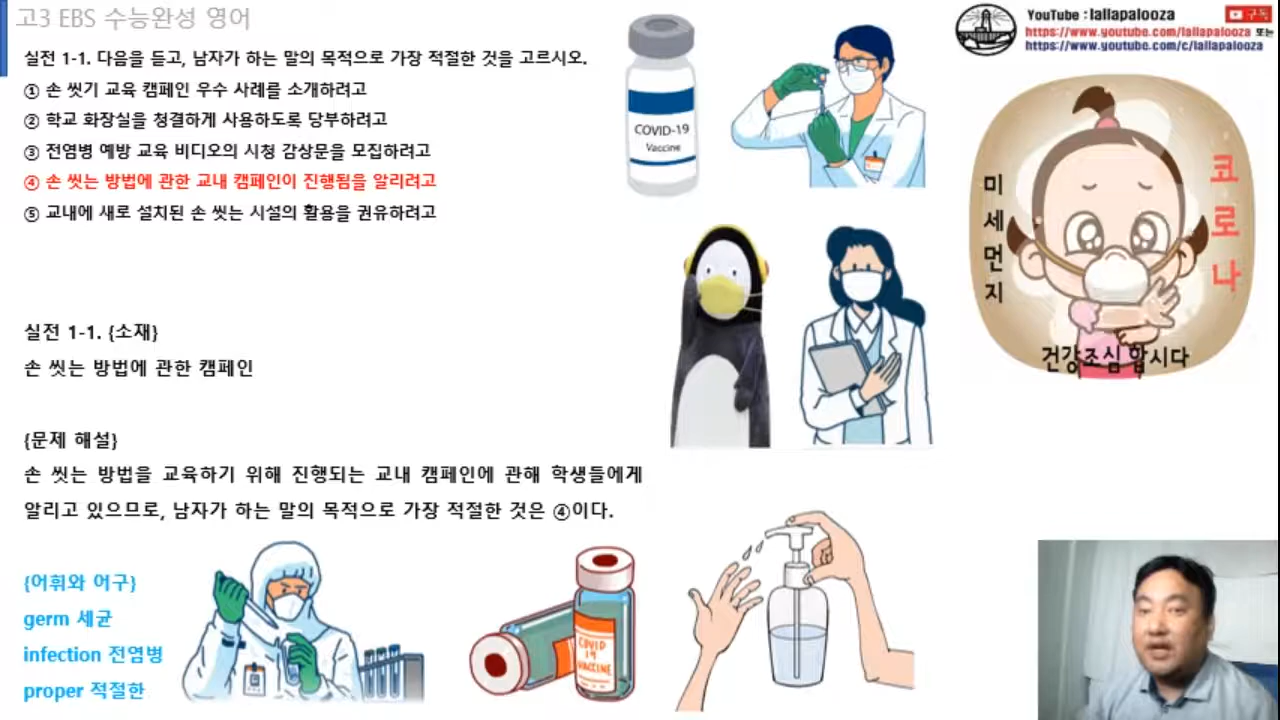 고3 EBS 수능완성 영어
실전 1-1. 다음을 듣고, 남자가 하는 말의 목적으로 가장 적절한 것을 고르시오.
① 손 씻기 교육 캠페인 우수 사례를 소개하려고
② 학교 화장실을 청결하게 사용하도록 당부하려고
③ 전염병 예방 교육 비디오의 시청 감상문을 모집하려고
④ 손 씻는 방법에 관한 교내 캠페인이 진행됨을 알리려고
⑤ 교내에 새로 설치된 손 씻는 시설의 활용을 권유하려고
실전 1-1. {소재}
손 씻는 방법에 관한 캠페인
{문제 해설}
손 씻는 방법을 교육하기 위해 진행되는 교내 캠페인에 관해 학생들에게
알리고 있으므로, 남자가 하는 말의 목적으로 가장 적절한 것은 ④이다.
{어휘와 어구}
germ 세균
infection 전염병
proper 적절한
COVID-19
Vaccine
COVID
19
VACCINE
YouTube : lallapalooza
구독
https://www.youtube.com/lallapalooza 또는
https://www.youtube.com/c/lallapalooza
미세먼지
코로나
건강조심 합시다